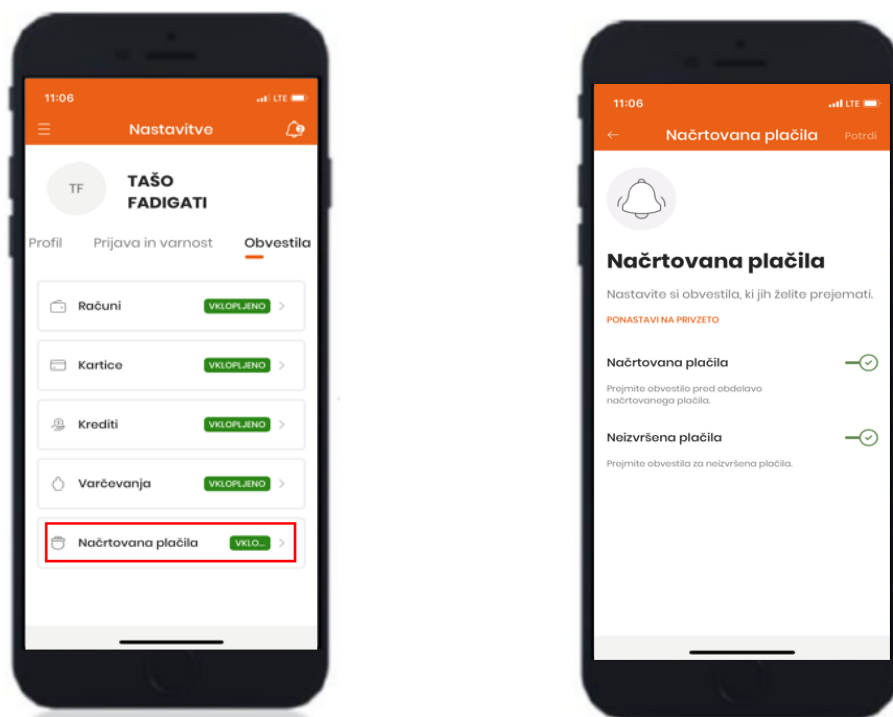 11:06 LTE
Nastavitve
TF
TAŠO
FADIGATI
Profil Prijava in varnost Obvestila
Računi VKLOPLJENO
Kartice VKLOPLJENO
Krediti VKLOPLJENO
Varčevanja VKLOPLJENO
Načrtovana plačila VKLO...
11:06 LTE
Načrtovana plačila Potrdi
Načrtovana plačila
Nastavite si obvestila, ki jih želite prejemati.
PONASTAVI NA PRIVZETO
Načrtovana plačila
Prejmite obvestilo pred obdelavo
načrtovanega plačila.
Neizvršena plačila
Prejmite obvestila za neizvršena plačila.